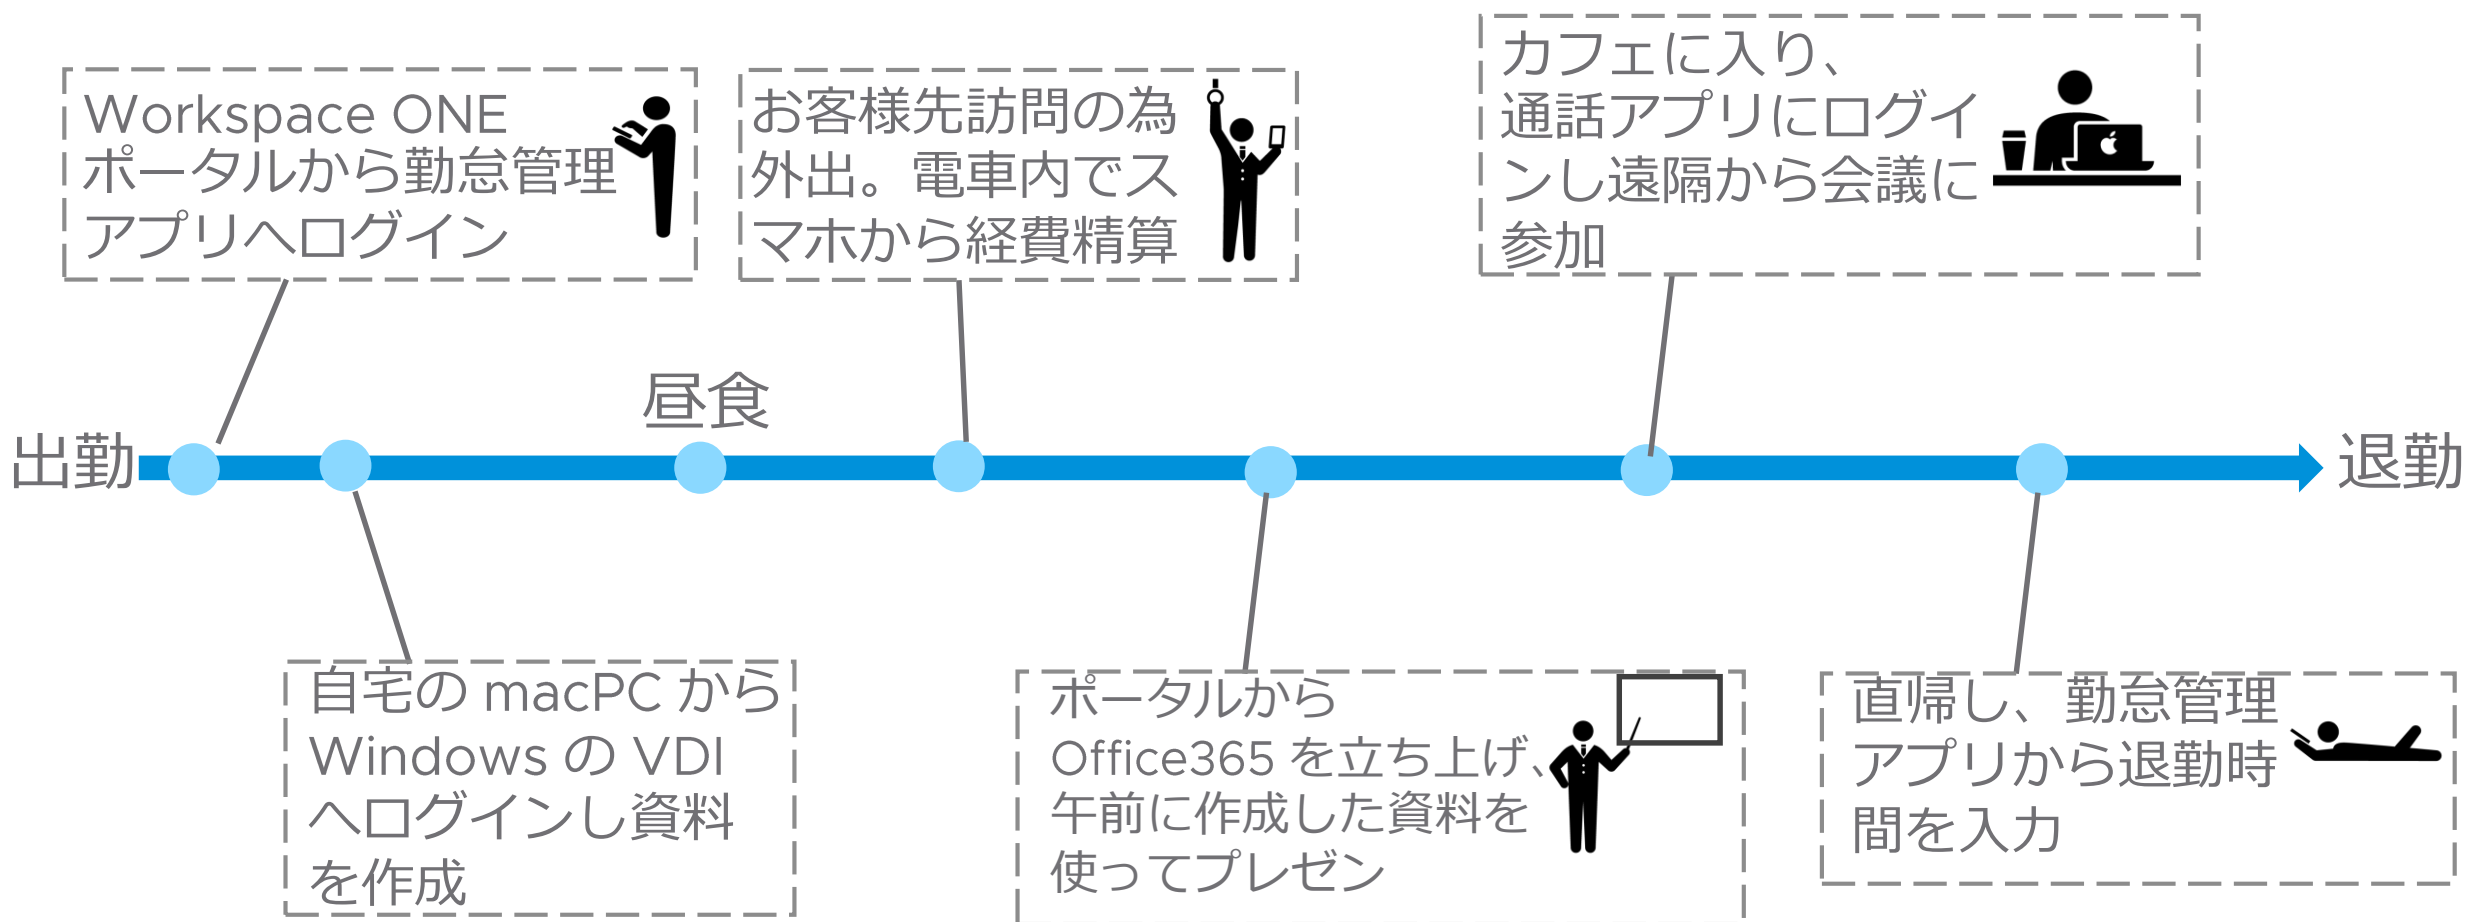 Workspace ONE
ポータルから勤怠管理
アプリへログイン
お客様先訪問の為
外出。電車内でス
マホから経費精算
カフェに入り、
通話アプリにログイ
ンし遠隔から会議に
参加
昼食
出勤
退勤
自宅の macPC から
Windows の VDI
へログインし資料
を作成
ポータルから
Office365 を立ち上げ、
午前に作成した資料を
使ってプレゼン
直帰し、勤怠管理
アプリから退勤時
間を入力